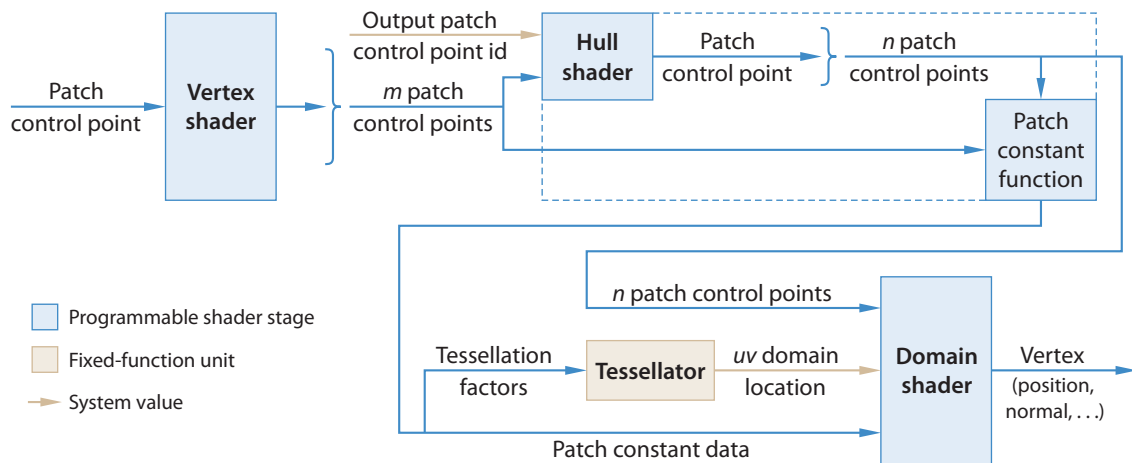 Output patch
control point id
Patch
control point
Vertex
shader
m patch
control points
Hull
shader
Patch
control point
n patch
control points
Patch
constant
function
n patch control points
Programmable shader stage
Fixed-function unit
System value
Tessellation
factors
Tessellator
uv domain
location
Domain
shader
Vertex
(position,
normal, . . .)
Patch constant data